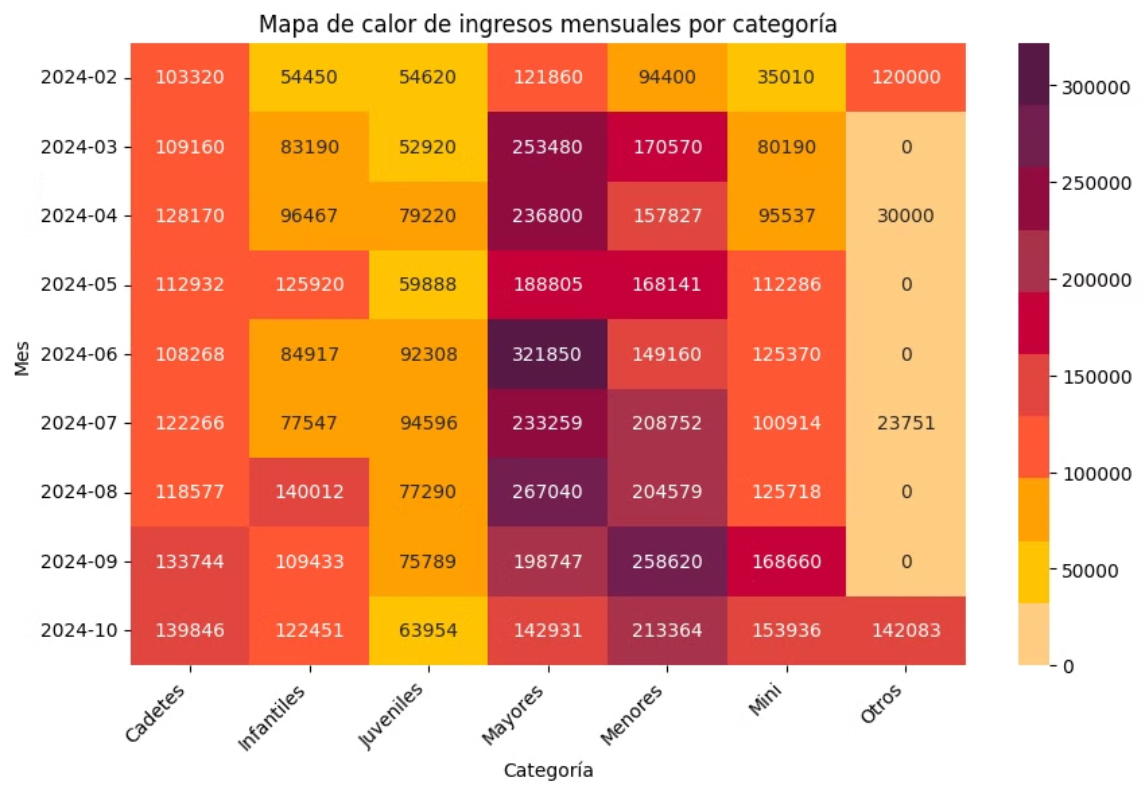 Mapa de calor de ingresos mensuales por categoría
2024-02 103320 54450 54620 121860 94400 35010 120000
2024-03 109160 83190 52920 253480 170570 80190 0
2024-04 128170 96467 79220 236800 157827 95537 30000
2024-05 112932 125920 59888 188805 168141 112286 0
2024-06 108268 84917 92308 321850 149160 125370 0
2024-07 122266 77547 94596 233259 208752 100914 23751
2024-08 118577 140012 77290 267040 204579 125718 0
2024-09 133744 109433 75789 198747 258620 168660 0
2024-10 139846 122451 63954 142931 213364 153936 142083
Mes
Cadetes Infantiles Juveniles Mayores Menores Mini Otros
Categoría
300000
250000
200000
150000
100000
50000
0